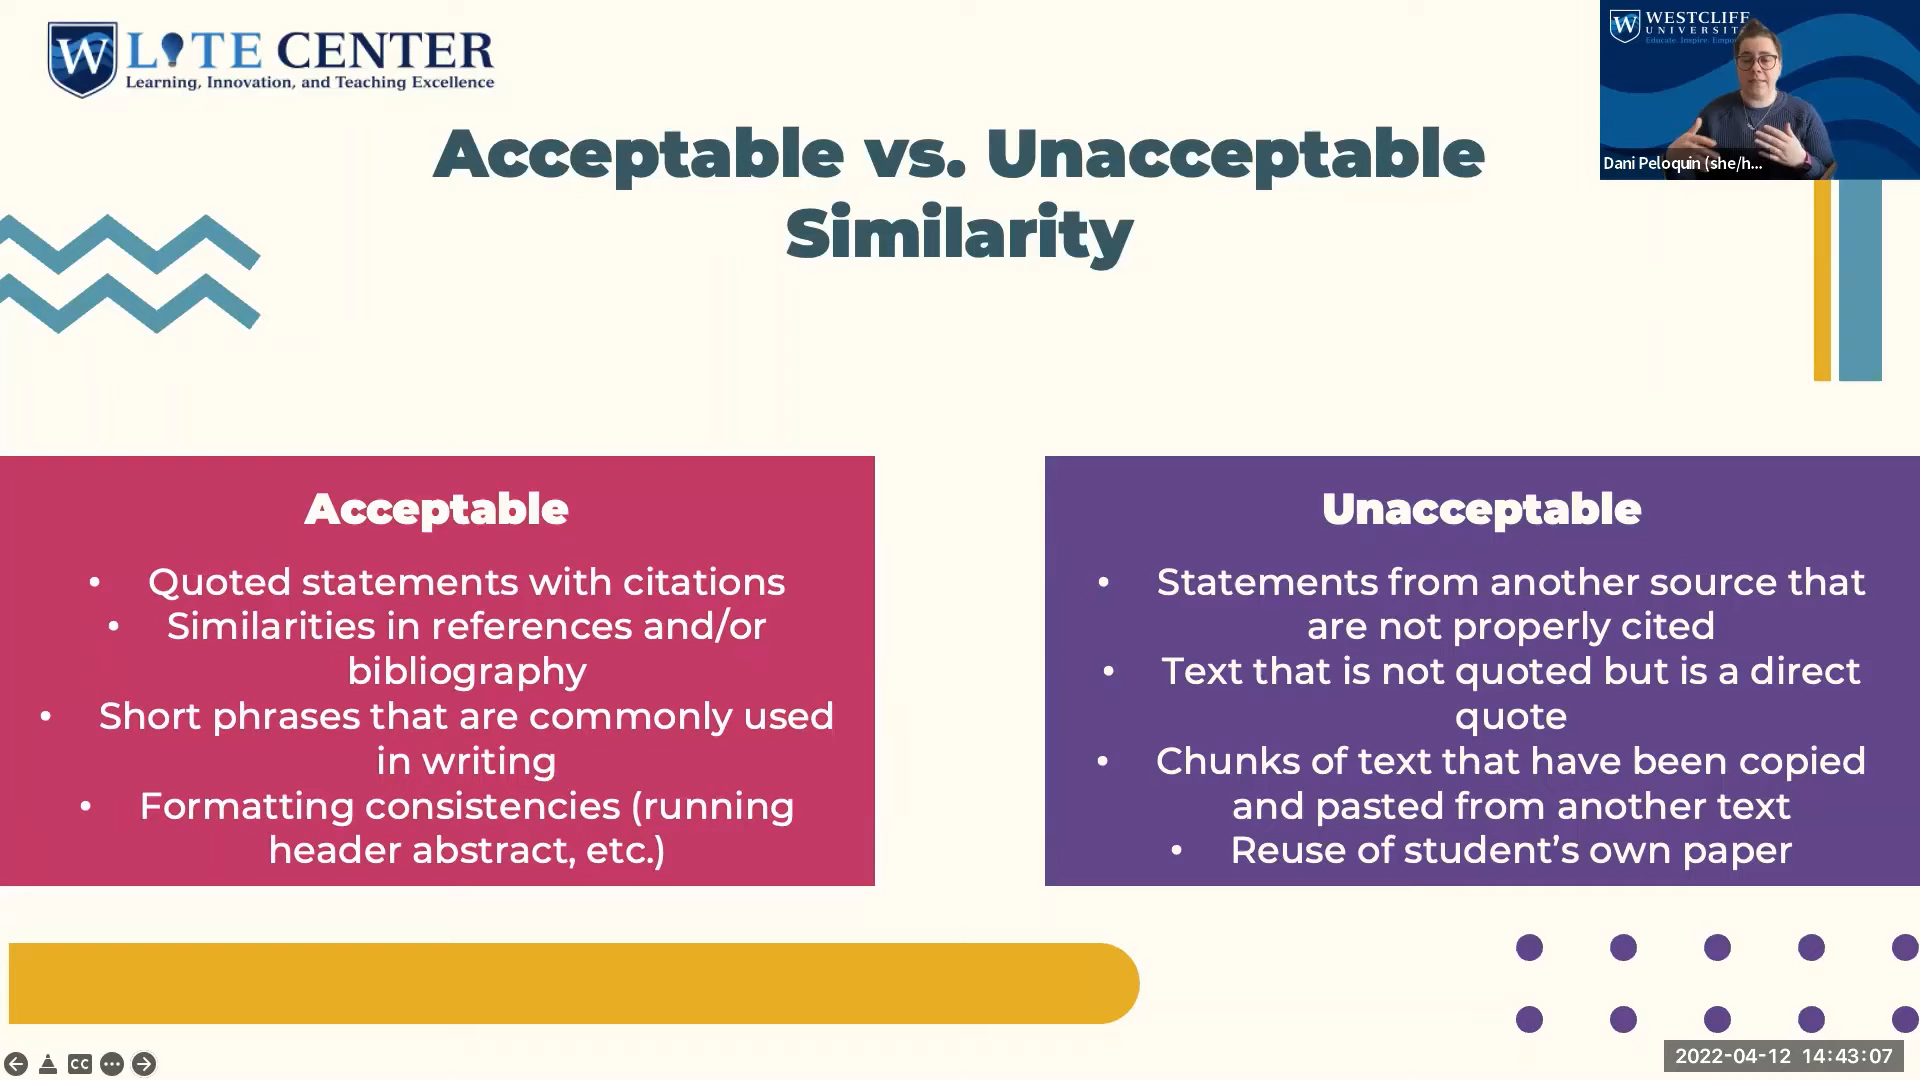 W LITE CENTER
Learning, Innovation, and Teaching Excellence
W WESTCLIFF
UNIVERSITY
Educate. Inspire. Empower.
Dani Peloquin (she/h...
Acceptable vs. Unacceptable
Similarity
Acceptable
• Quoted statements with citations
• Similarities in references and/or
bibliography
• Short phrases that are commonly used
in writing
• Formatting consistencies (running
header abstract, etc.)
Unacceptable
• Statements from another source that
are not properly cited
• Text that is not quoted but is a direct
quote
• Chunks of text that have been copied
and pasted from another text
• Reuse of student’s own paper
CC
2022-04-12 14:43:07